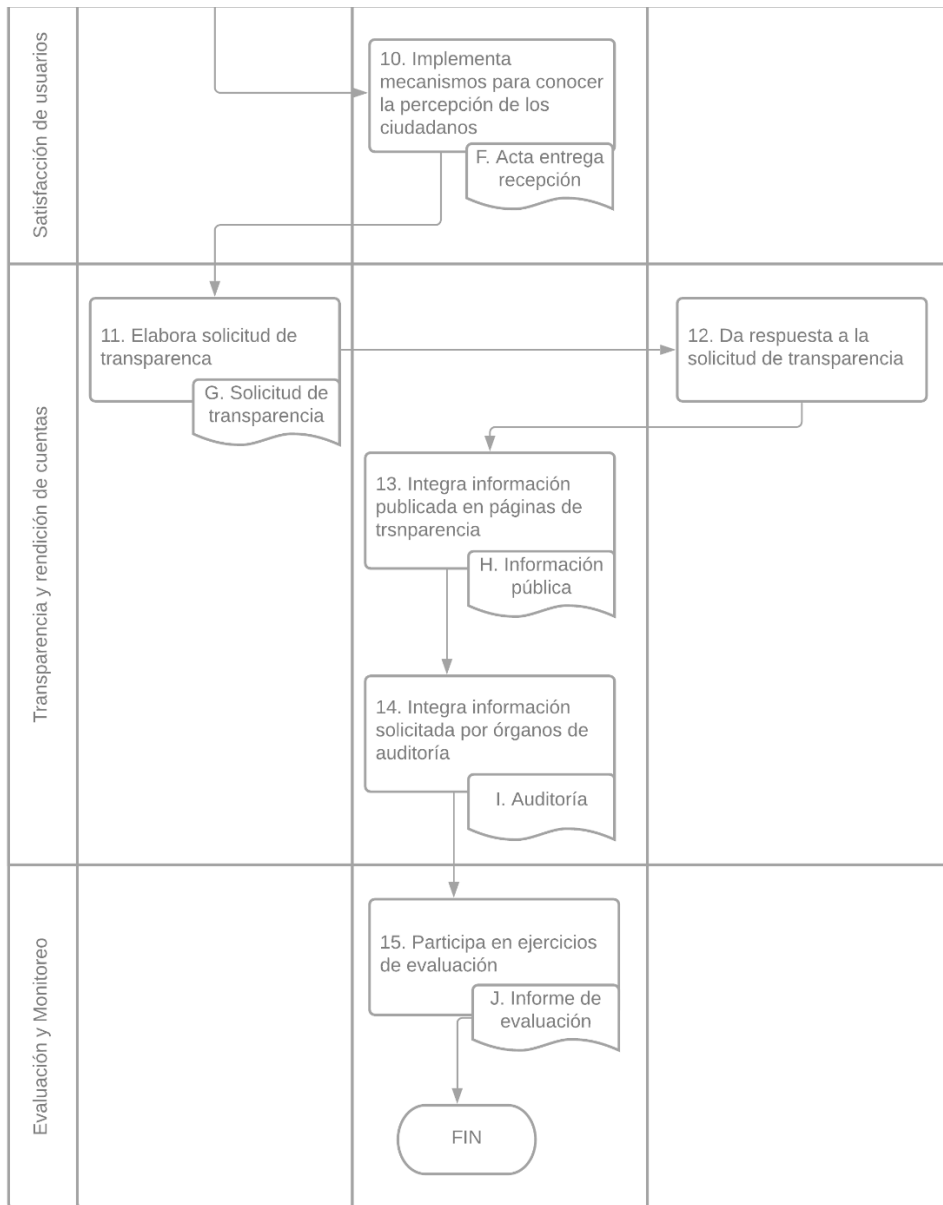 Satisfacción de usuarios
10. Implementa
mecanismos para conocer
la percepción de los
ciudadanos
F. Acta entrega
recepción
Transparencia y rendición de cuentas
11. Elabora solicitud de
transparenca
G. Solicitud de
transparencia
12. Da respuesta a la
solicitud de transparencia
13. Integra información
publicada en páginas de
trsnparencia
H. Información
pública
14. Integra información
solicitada por órganos de
auditoría
I. Auditoría
Evaluación y Monitoreo
15. Participa en ejercicios
de evaluación
J. Informe de
evaluación
FIN